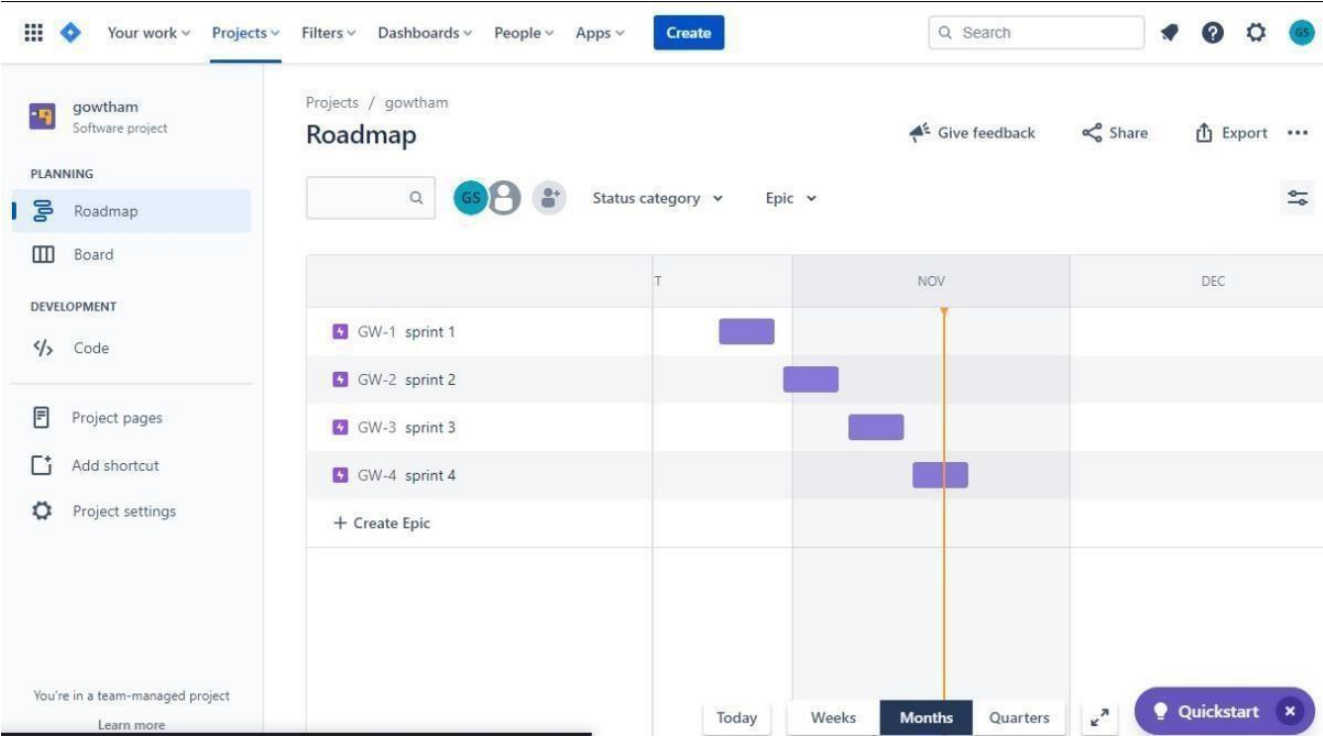 Your work Projects Filters Dashboards People Apps Create Search GS
gowtham
Software project
PLANNING
Roadmap
Board
DEVELOPMENT
Code
Project pages
Add shortcut
Project settings
You're in a team-managed project
Learn more
Projects / gowtham
Roadmap
Give feedback Share Export
GS Status category Epic
T NOV DEC
GW-1 sprint 1
GW-2 sprint 2
GW-3 sprint 3
GW-4 sprint 4
+ Create Epic
Today Weeks Months Quarters
Quickstart